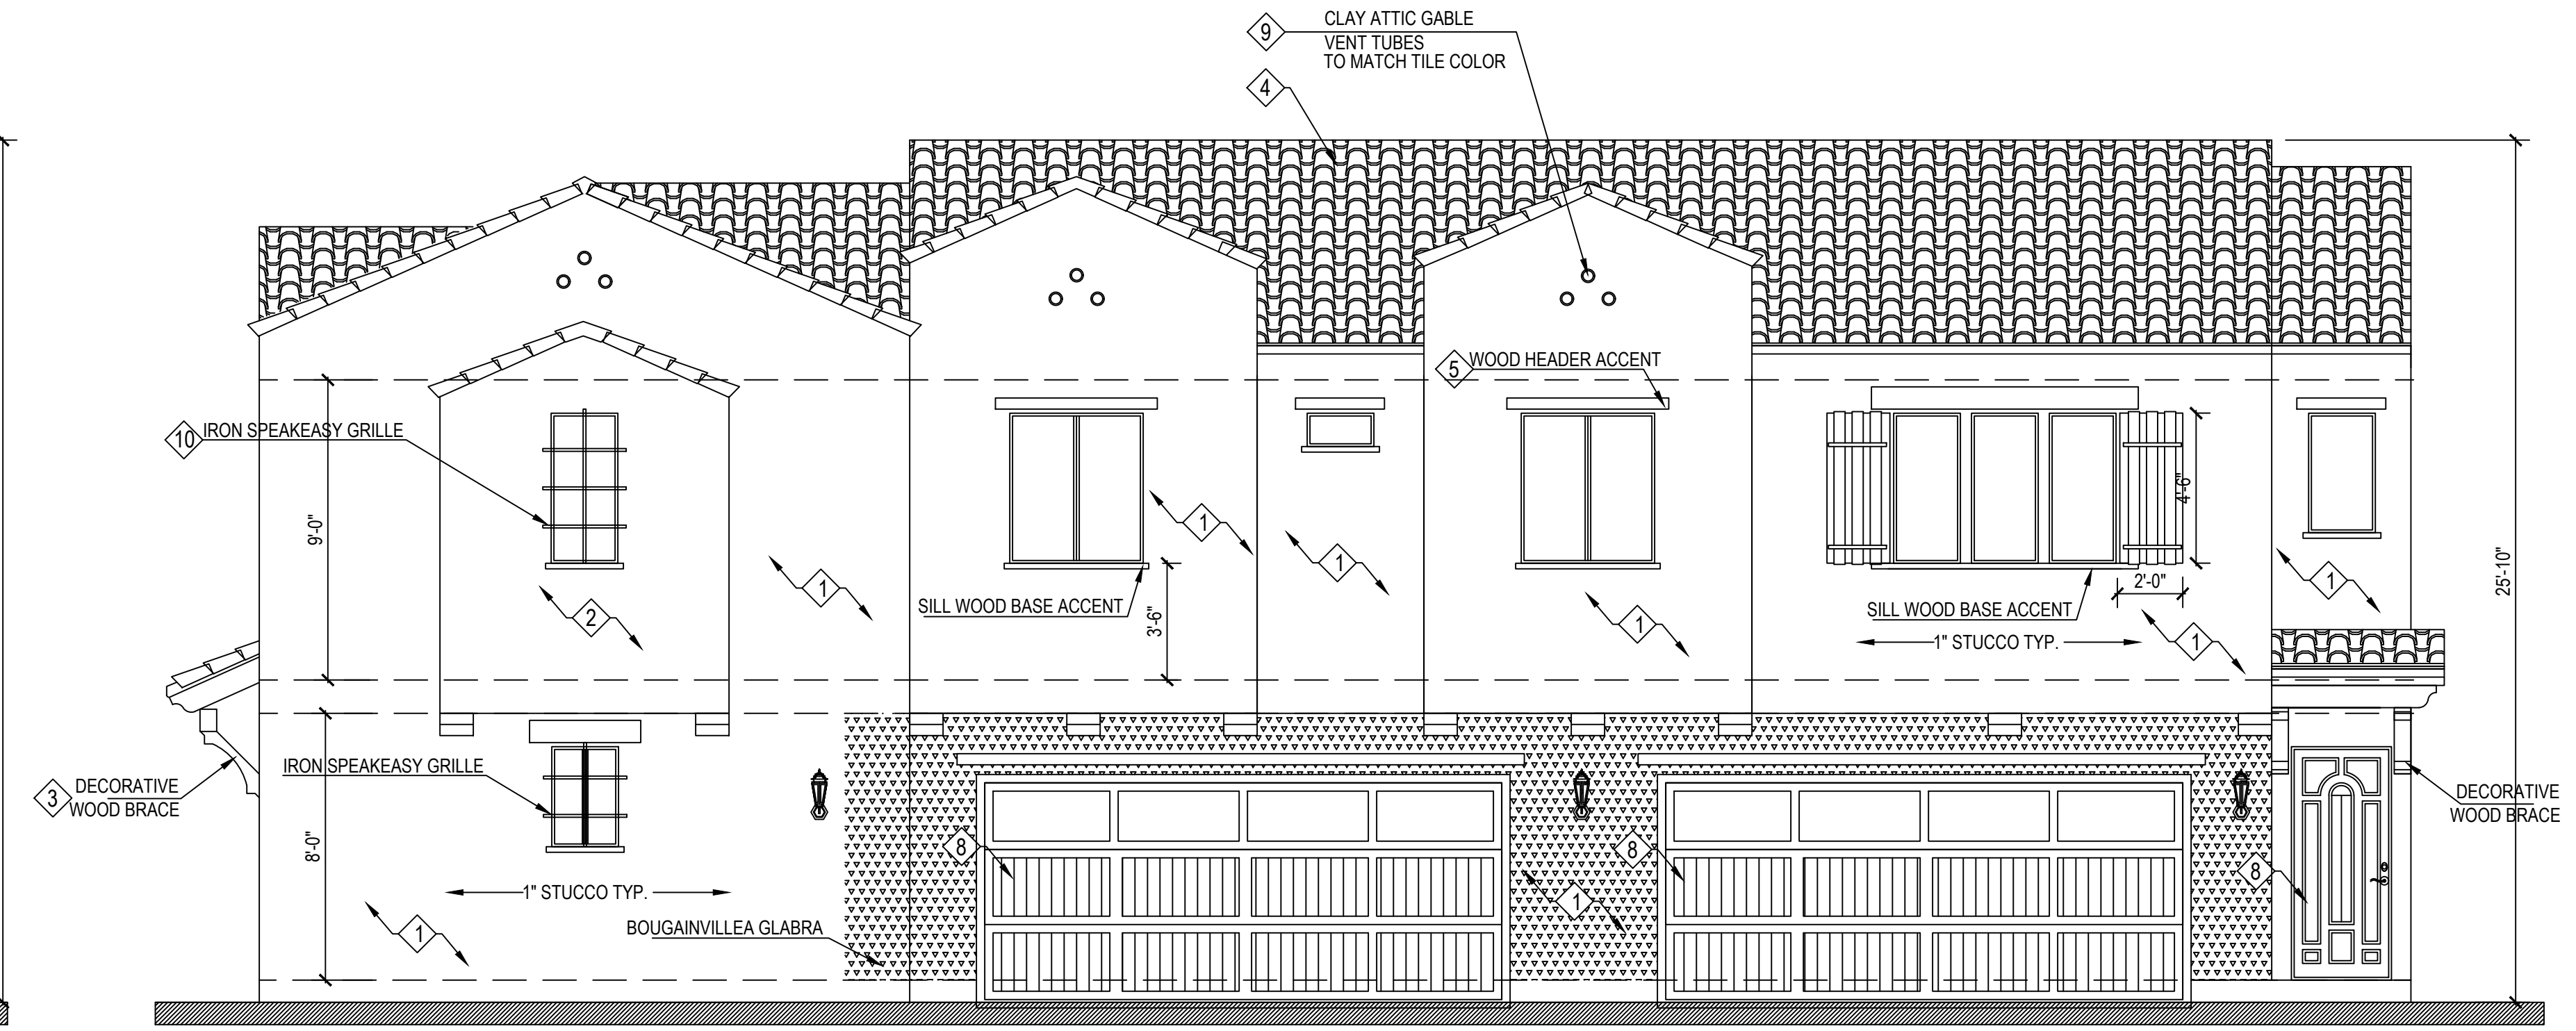 9
CLAY ATTIC GABLE
VENT TUBES
TO MATCH TILE COLOR
4
5
WOOD HEADER ACCENT
10
IRON SPEAKEASY GRILLE
9'-0"
4'-6"
25'-10"
1
1
1
1
2
1
1
1
2'-0"
SILL WOOD BASE ACCENT
3'-6"
SILL WOOD BASE ACCENT
1" STUCCO TYP.
IRON SPEAKEASY GRILLE
3
DECORATIVE
WOOD BRACE
DECORATIVE
WOOD BRACE
8'-0"
8
8
8
1" STUCCO TYP.
1
BOUGAINVILLEA GLABRA
1